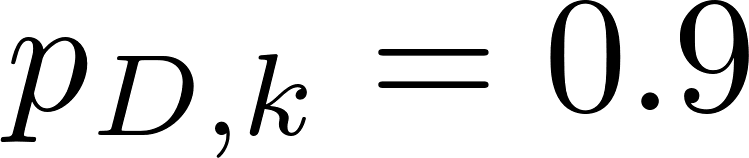 p_{D,k} = 0.9